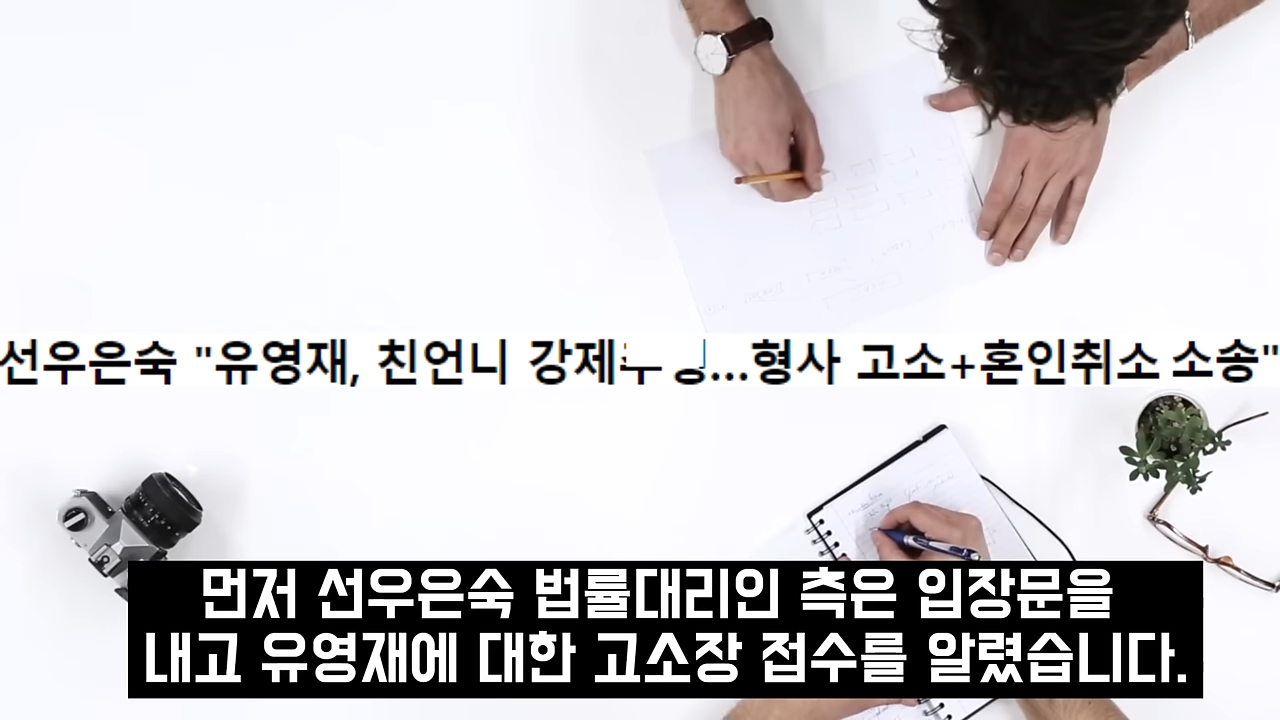 선우은숙 "유영재, 친언니 ...형사 고소+혼인취소 소송"
먼저 선우은숙 법률대리인 측은 입장문을
내고 유영재에 대한 고소장 접수를 알렸습니다.